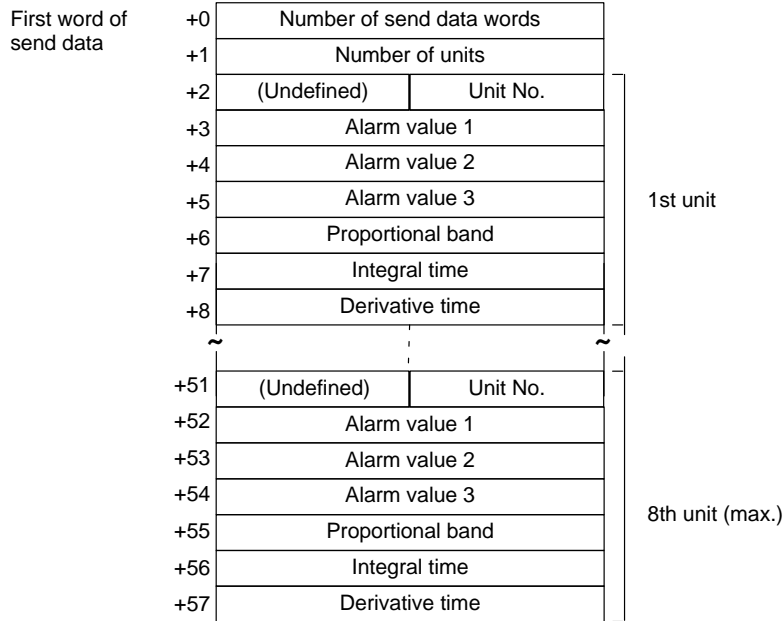 First word of
send data
+0 Number of send data words
+1 Number of units
+2 (Undefined) Unit No.
+3 Alarm value 1
+4 Alarm value 2
+5 Alarm value 3
+6 Proportional band
+7 Integral time
+8 Derivative time
1st unit
~ ~
+51 (Undefined) Unit No.
+52 Alarm value 1
+53 Alarm value 2
+54 Alarm value 3
+55 Proportional band
+56 Integral time
+57 Derivative time
8th unit (max.)